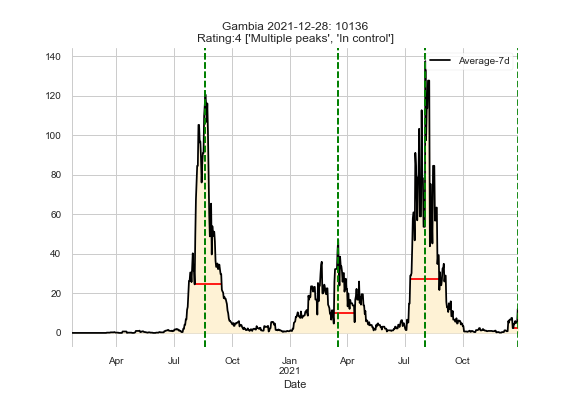 Gambia 2021-12-28: 10136
Rating:4 ['Multiple peaks', 'In control']
Average-7d
140
120
100
80
60
40
20
0
Apr Jul Oct Jan Apr Jul Oct
2021
Date